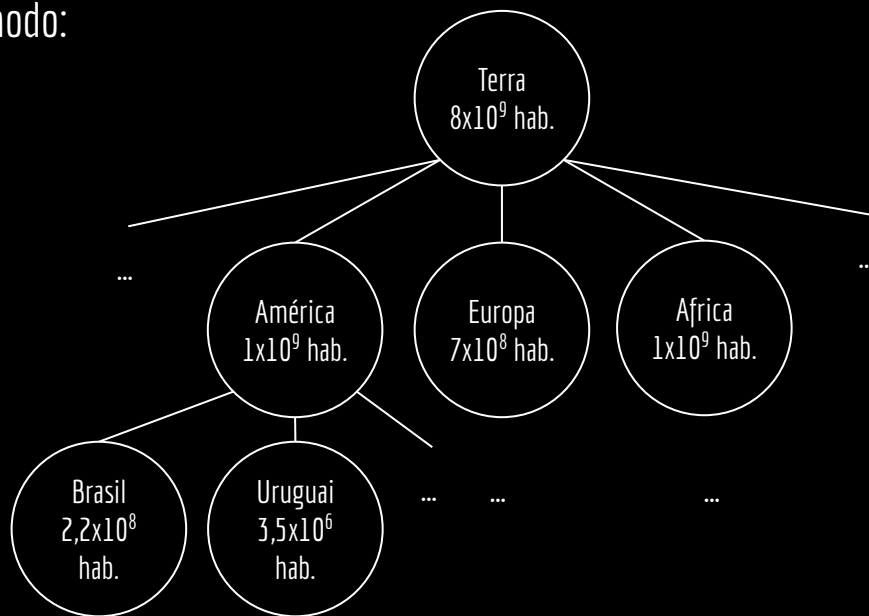 nodo:
Terra
8x10⁹ hab.
...
...
América
1x10⁹ hab.
Europa
7x10⁸ hab.
Africa
1x10⁹ hab.
Brasil
2,2x10⁸
hab.
Uruguai
3,5x10⁶
hab.
...
...
...